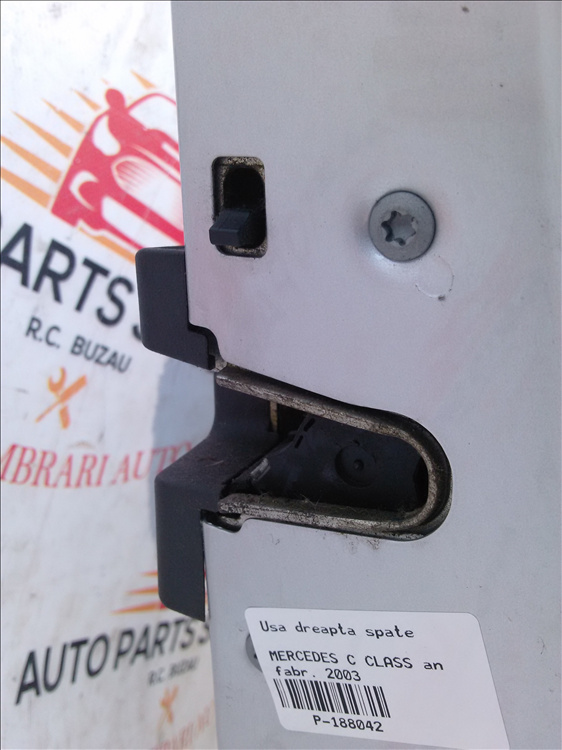 PARTS S
R.C. BUZAU
MBRARI AUTO
AUTO PARTS S
R.C. BUZAU
Usa dreapta spate
MERCEDES C CLASS an
fabr. 2003
P-188042